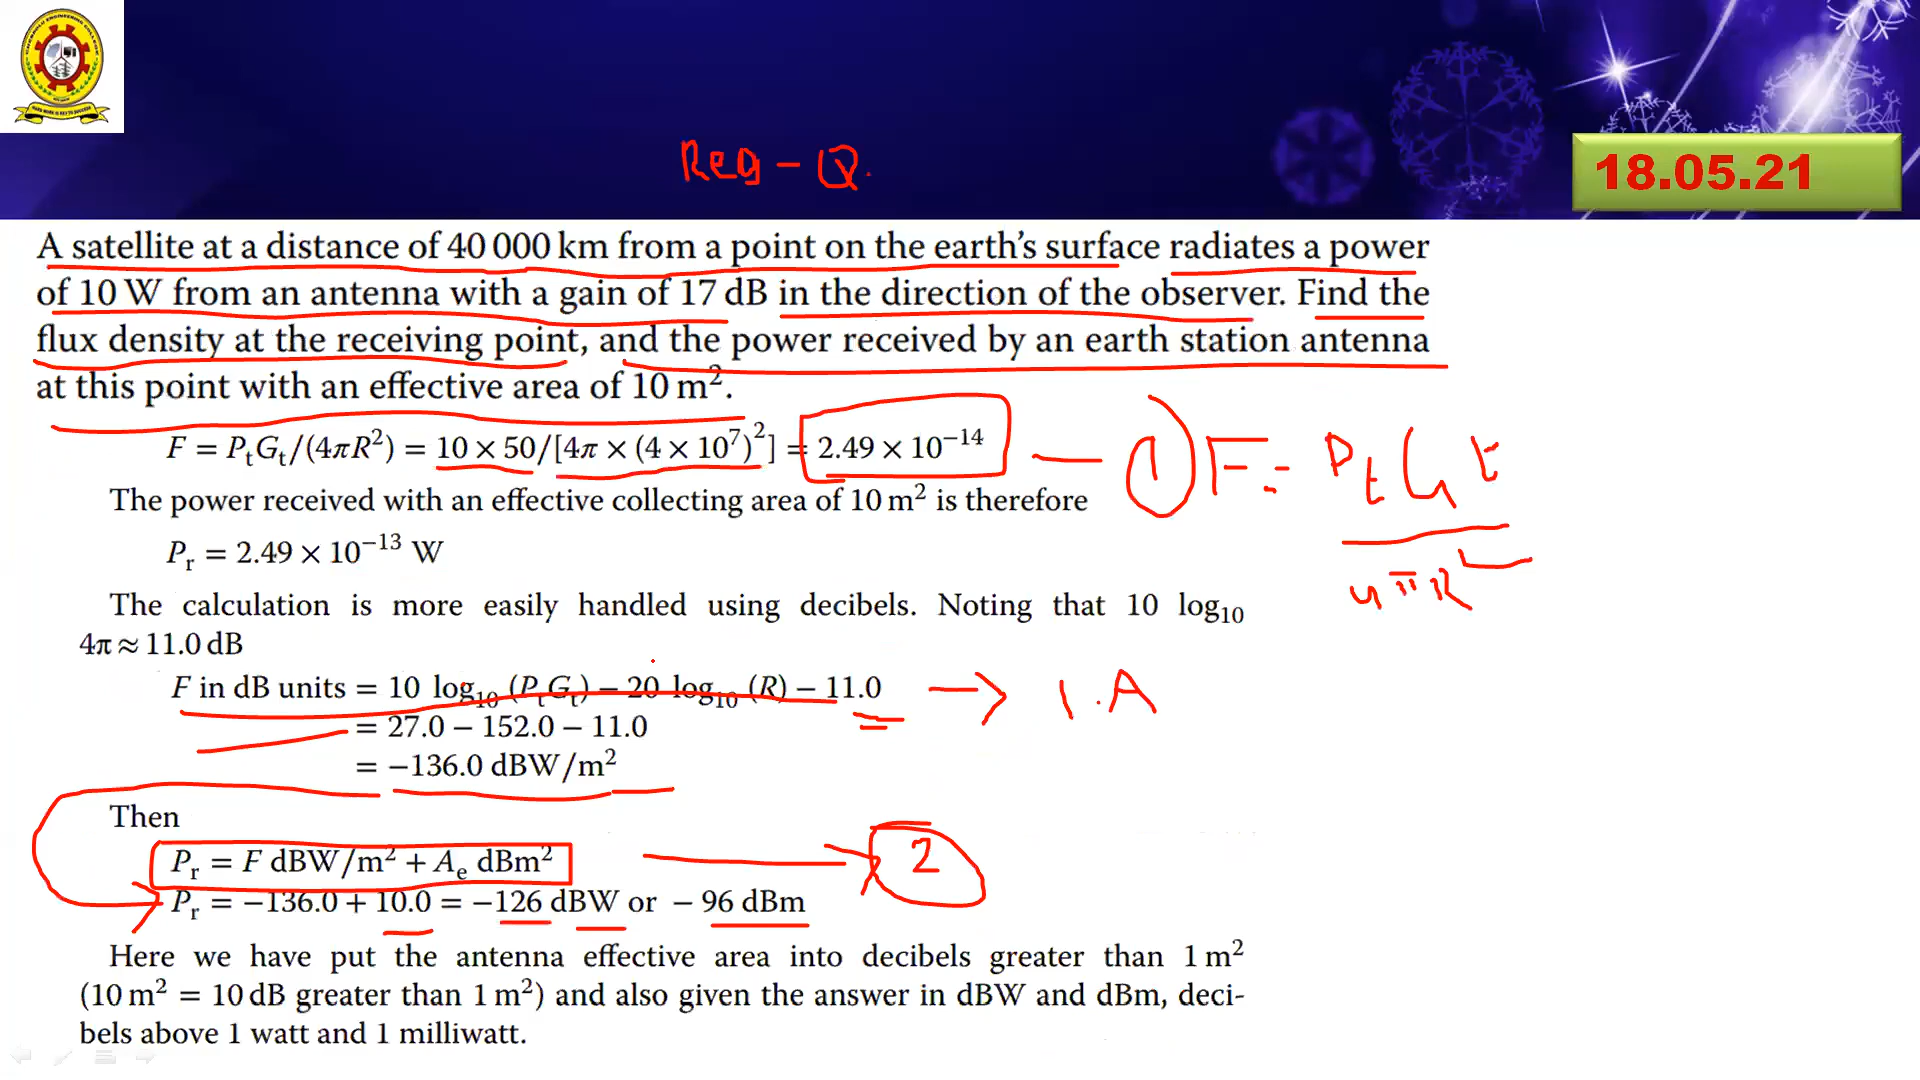 Reg - Q.
18.05.21
A satellite at a distance of 40 000 km from a point on the earth's surface radiates a power
of 10 W from an antenna with a gain of 17 dB in the direction of the observer. Find the
flux density at the receiving point, and the power received by an earth station antenna
at this point with an effective area of 10 m².
F = PₜGₜ/(4πR²) = 10 × 50/[4π × (4 × 10⁷)²] = 2.49 × 10⁻¹⁴
① F = Pt Gt
4πR²
The power received with an effective collecting area of 10 m² is therefore
Pᵣ = 2.49 × 10⁻¹³ W
The calculation is more easily handled using decibels. Noting that 10 log₁₀
4π ≈ 11.0 dB
F in dB units = 10 log₁₀ (PₜGₜ) − 20 log₁₀ (R) − 11.0 → 1.A
= 27.0 − 152.0 − 11.0
= −136.0 dBW/m²
Then
Pᵣ = F dBW/m² + Aₑ dBm² → 2
Pᵣ = −136.0 + 10.0 = −126 dBW or − 96 dBm
Here we have put the antenna effective area into decibels greater than 1 m²
(10 m² = 10 dB greater than 1 m²) and also given the answer in dBW and dBm, deci-
bels above 1 watt and 1 milliwatt.